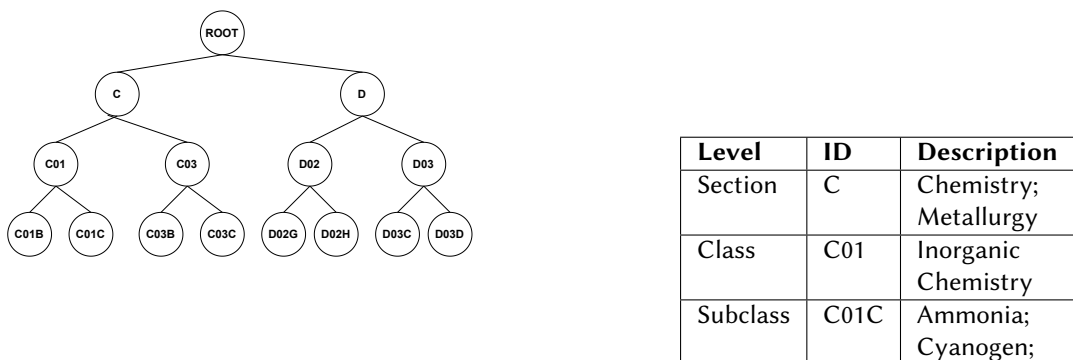 ROOT
C D
C01 C03 D02 D03
C01B C01C C03B C03C D02G D02H D03C D03D
Level ID Description
Section C Chemistry;
Metallurgy
Class C01 Inorganic
Chemistry
Subclass C01C Ammonia;
Cyanogen;